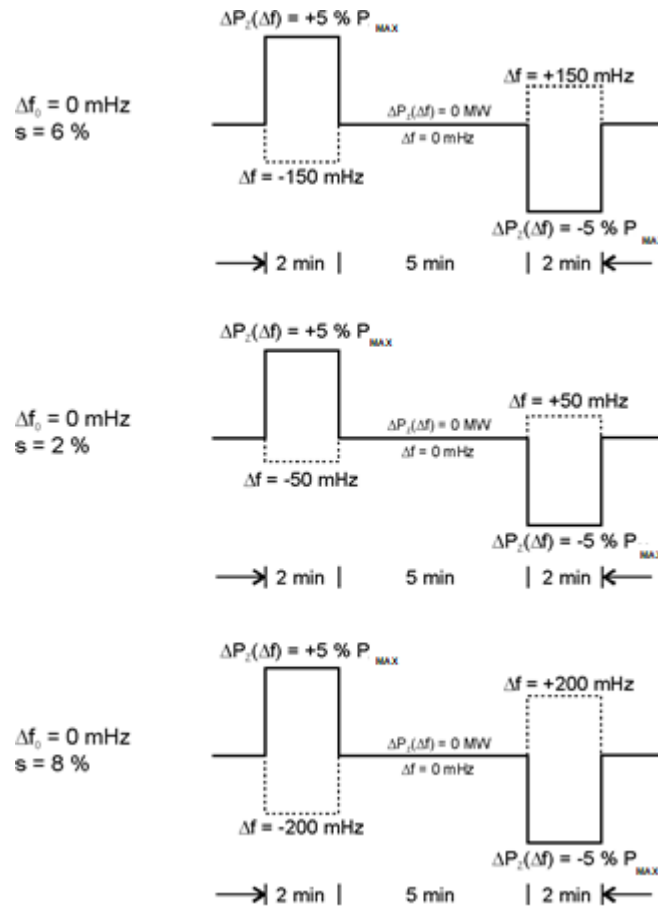 ΔP_Z(Δf) = +5 % P_MAX
Δf₀ = 0 mHz
s = 6 %
Δf = +150 mHz
ΔP_Z(Δf) = 0 MW
Δf = 0 mHz
Δf = -150 mHz
ΔP_Z(Δf) = -5 % P_MAX
2 min 5 min 2 min
ΔP_Z(Δf) = +5 % P_MAX
Δf₀ = 0 mHz
s = 2 %
Δf = +50 mHz
ΔP_Z(Δf) = 0 MW
Δf = 0 mHz
Δf = -50 mHz
ΔP_Z(Δf) = -5 % P_MAX
2 min 5 min 2 min
ΔP_Z(Δf) = +5 % P_MAX
Δf₀ = 0 mHz
s = 8 %
Δf = +200 mHz
ΔP_Z(Δf) = 0 MW
Δf = 0 mHz
Δf = -200 mHz
ΔP_Z(Δf) = -5 % P_MAX
2 min 5 min 2 min